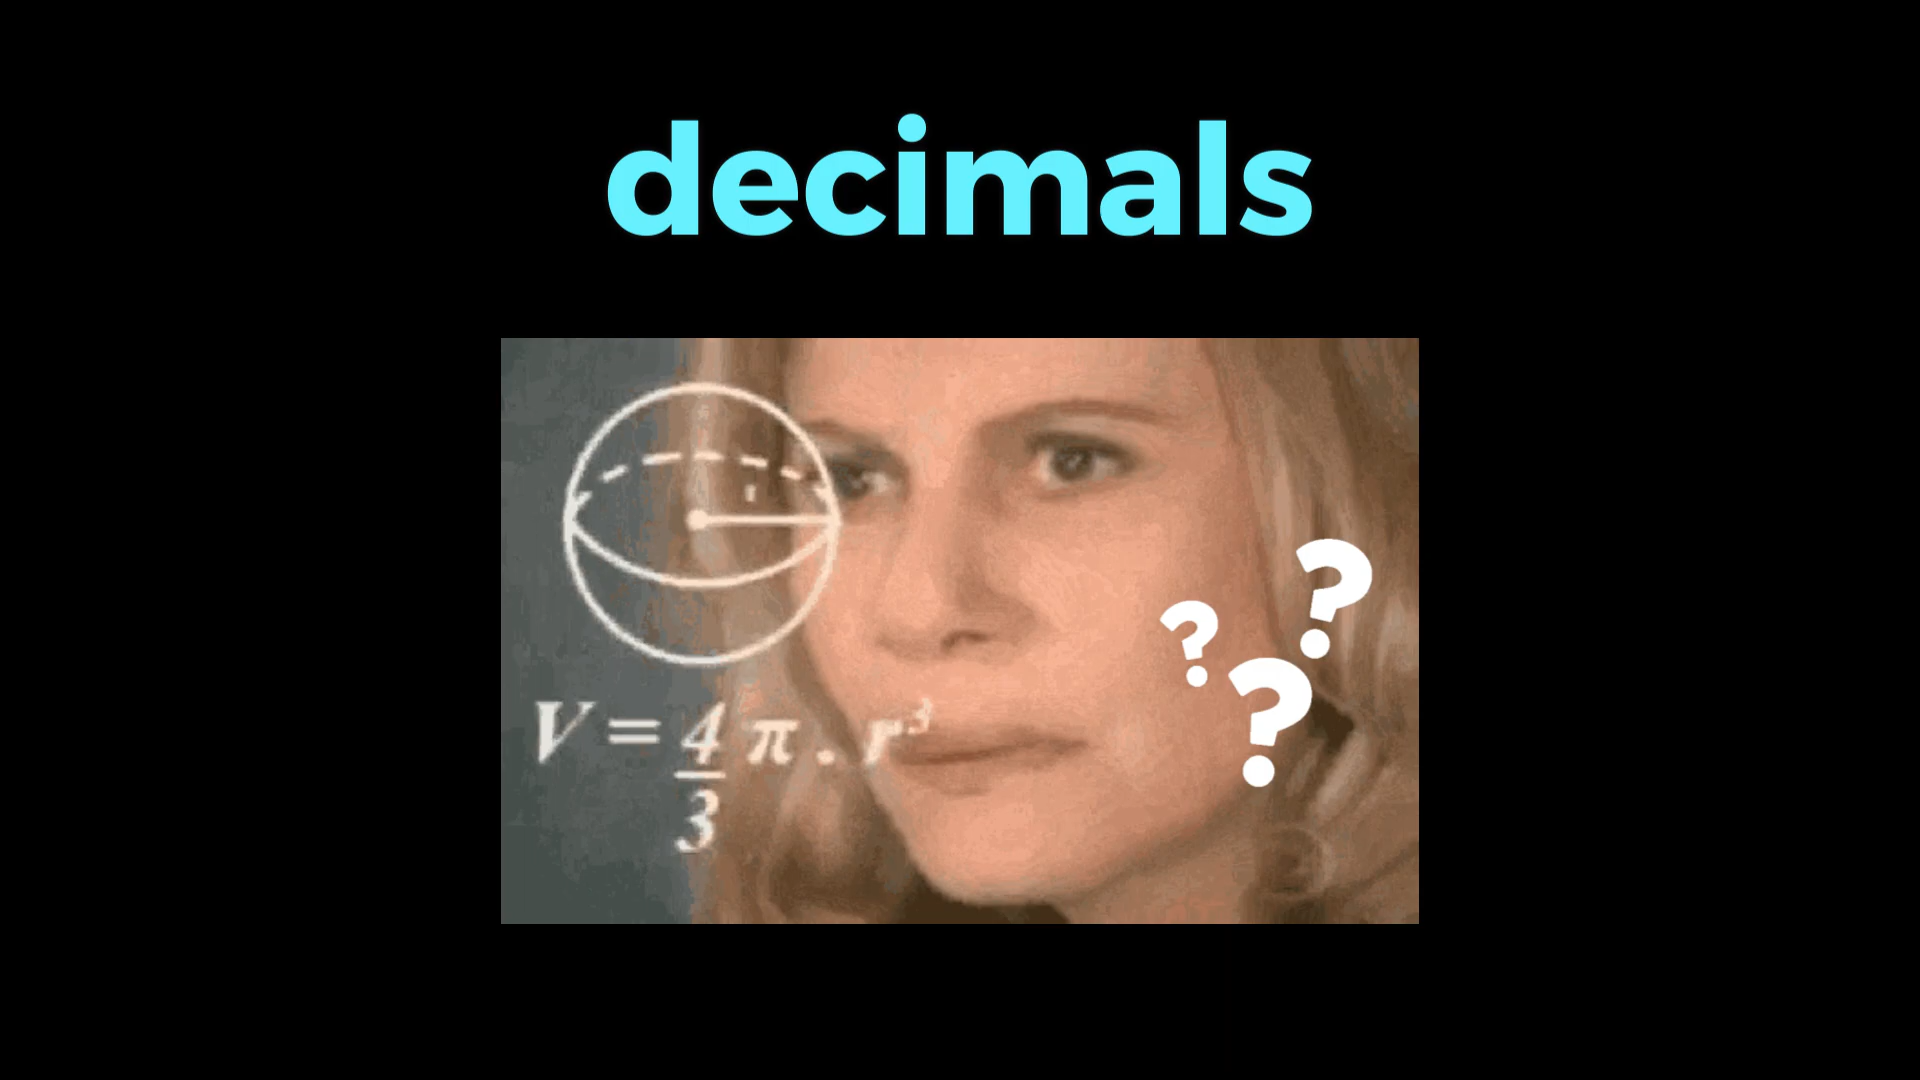 decimals
r
V = 4/3 π . r³
? ? ?